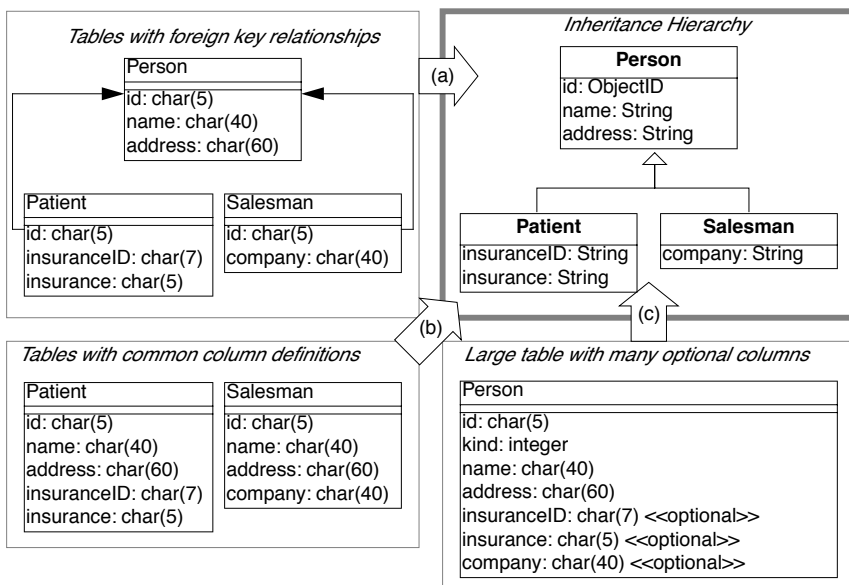 Tables with foreign key relationships
Person
id: char(5)
name: char(40)
address: char(60)
Patient
id: char(5)
insuranceID: char(7)
insurance: char(5)
Salesman
id: char(5)
company: char(40)
(a)
Inheritance Hierarchy
Person
id: ObjectID
name: String
address: String
Patient
insuranceID: String
insurance: String
Salesman
company: String
(b)
(c)
Tables with common column definitions
Patient
id: char(5)
name: char(40)
address: char(60)
insuranceID: char(7)
insurance: char(5)
Salesman
id: char(5)
name: char(40)
address: char(60)
company: char(40)
Large table with many optional columns
Person
id: char(5)
kind: integer
name: char(40)
address: char(60)
insuranceID: char(7) <<optional>>
insurance: char(5) <<optional>>
company: char(40) <<optional>>